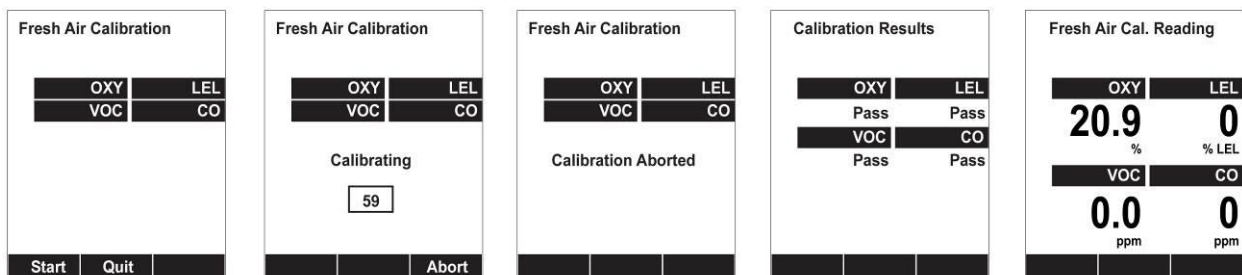 Fresh Air Calibration
OXY LEL
VOC CO
Start Quit
Fresh Air Calibration
OXY LEL
VOC CO
Calibrating
59
Abort
Fresh Air Calibration
OXY LEL
VOC CO
Calibration Aborted
Calibration Results
OXY LEL
Pass Pass
VOC CO
Pass Pass
Fresh Air Cal. Reading
OXY LEL
20.9 0
% % LEL
VOC CO
0.0 0
ppm ppm